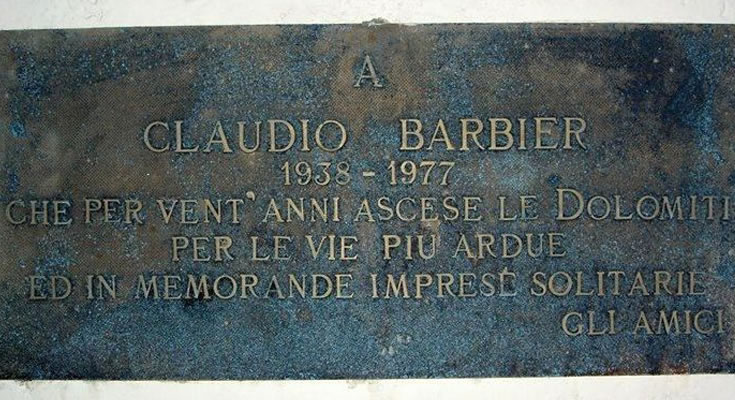 A
CLAUDIO BARBIER
1938 - 1977
CHE PER VENT'ANNI ASCESE LE DOLOMITI
PER LE VIE PIÙ ARDUE
ED IN MEMORANDE IMPRESE SOLITARIE
GLI AMICI